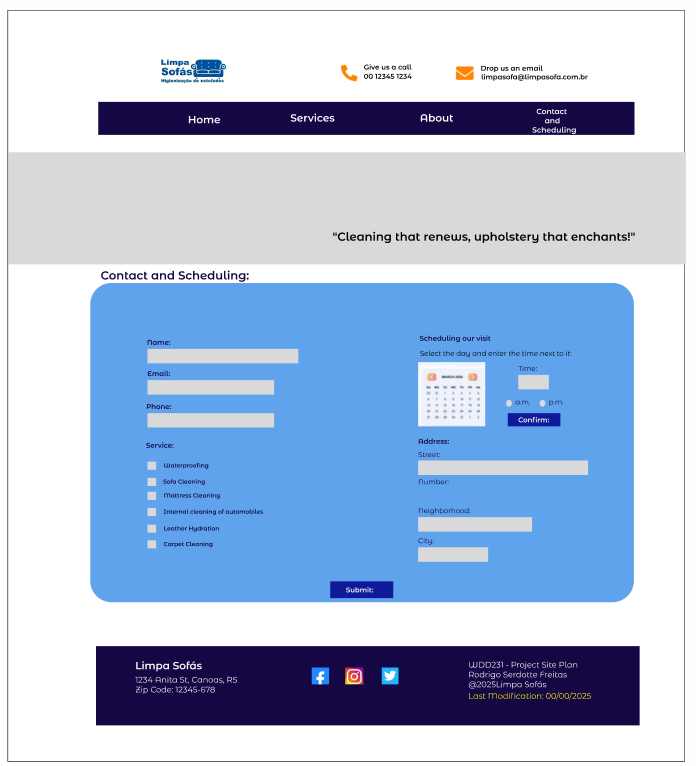 Limpa
Sofás
Higienização de estofados
Give us a call
00 12345 1234
Drop us an email
limpasofa@limpasofa.com.br
Home
Services
About
Contact
and
Scheduling
"Cleaning that renews, upholstery that enchants!"
Contact and Scheduling:
Name:
Email:
Phone:
Service:
Waterproofing
Sofa Cleaning
Mattress Cleaning
Internal cleaning of automobiles
Leather Hydration
Carpet Cleaning
Scheduling our visit
Select the day and enter the time next to it:
MARCH
Time:
a.m.
p.m.
Confirm:
Address:
Street:
Number:
Neighborhood:
City:
Submit:
Limpa Sofás
1234 Anita St, Canoas, RS
Zip Code: 12345-678
WDD231 - Project Site Plan
Rodrigo Serdotte Freitas
@2025Limpa Sofás
Last Modification: 00/00/2025